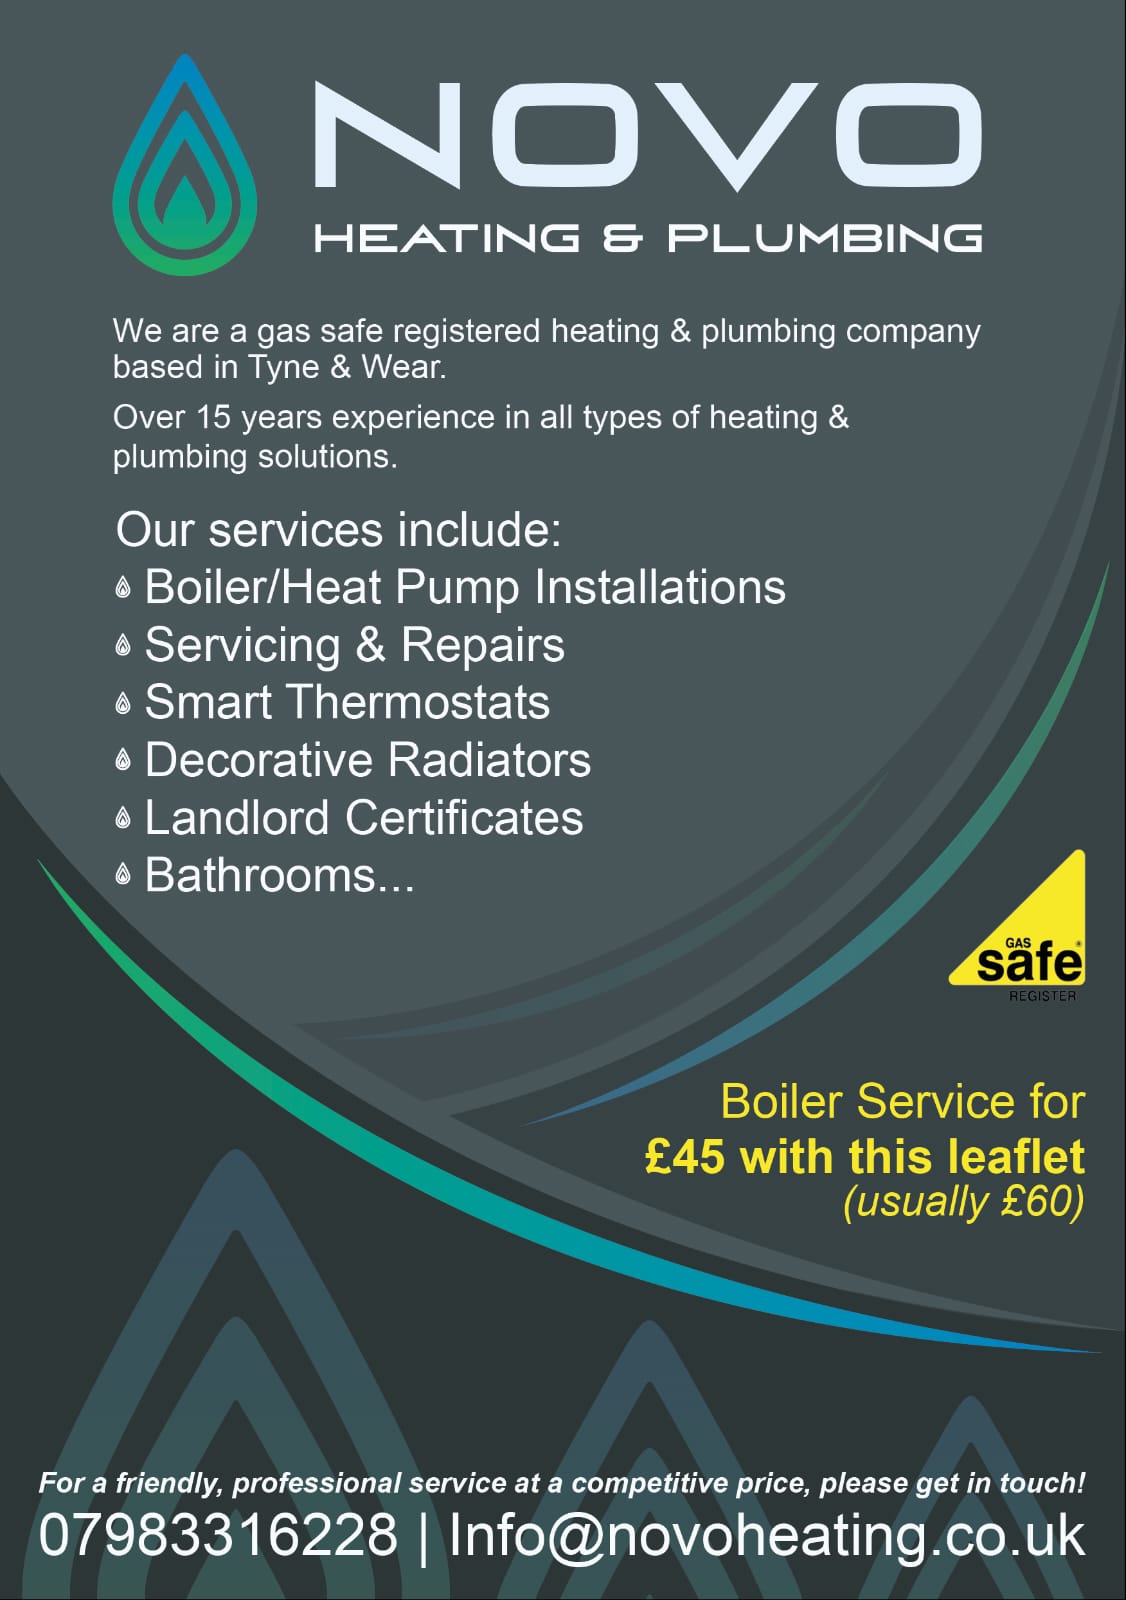 NOVO
HEATING & PLUMBING
We are a gas safe registered heating & plumbing company
based in Tyne & Wear.
Over 15 years experience in all types of heating &
plumbing solutions.
Our services include:
Boiler/Heat Pump Installations
Servicing & Repairs
Smart Thermostats
Decorative Radiators
Landlord Certificates
Bathrooms...
GAS
safe®
REGISTER
Boiler Service for
£45 with this leaflet
(usually £60)
For a friendly, professional service at a competitive price, please get in touch!
07983316228 | Info@novoheating.co.uk